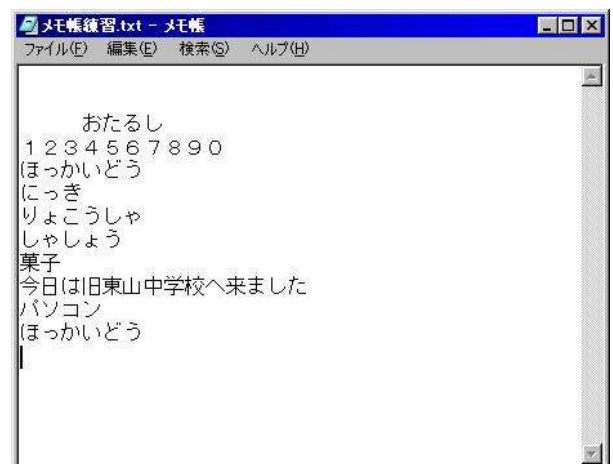 メモ帳練習.txt - メモ帳
ファイル(F) 編集(E) 検索(S) ヘルプ(H)
おたるし
１２３４５６７８９０
ほっかいどう
にっき
りょこうしゃ
しゃしょう
菓子
今日は旧東山中学校へ来ました
パソコン
ほっかいどう